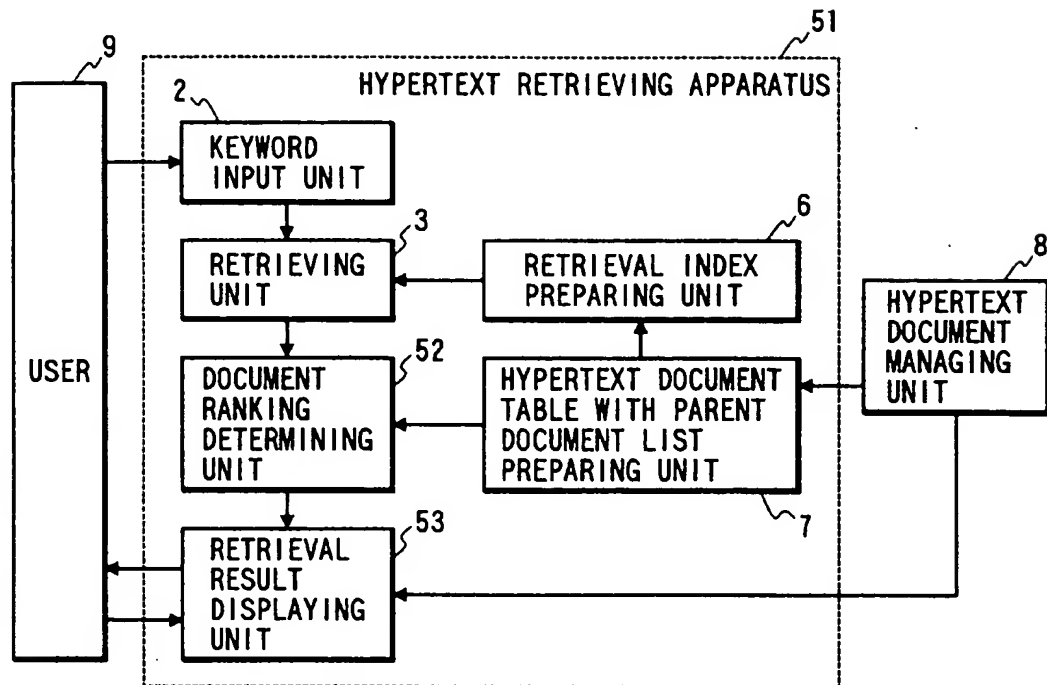 51
9
HYPERTEXT RETRIEVING APPARATUS
2
KEYWORD
INPUT UNIT
3
RETRIEVING
UNIT
6
RETRIEVAL INDEX
PREPARING UNIT
8
HYPERTEXT
DOCUMENT
MANAGING
UNIT
USER
52
DOCUMENT
RANKING
DETERMINING
UNIT
HYPERTEXT DOCUMENT
TABLE WITH PARENT
DOCUMENT LIST
PREPARING UNIT
7
53
RETRIEVAL
RESULT
DISPLAYING
UNIT